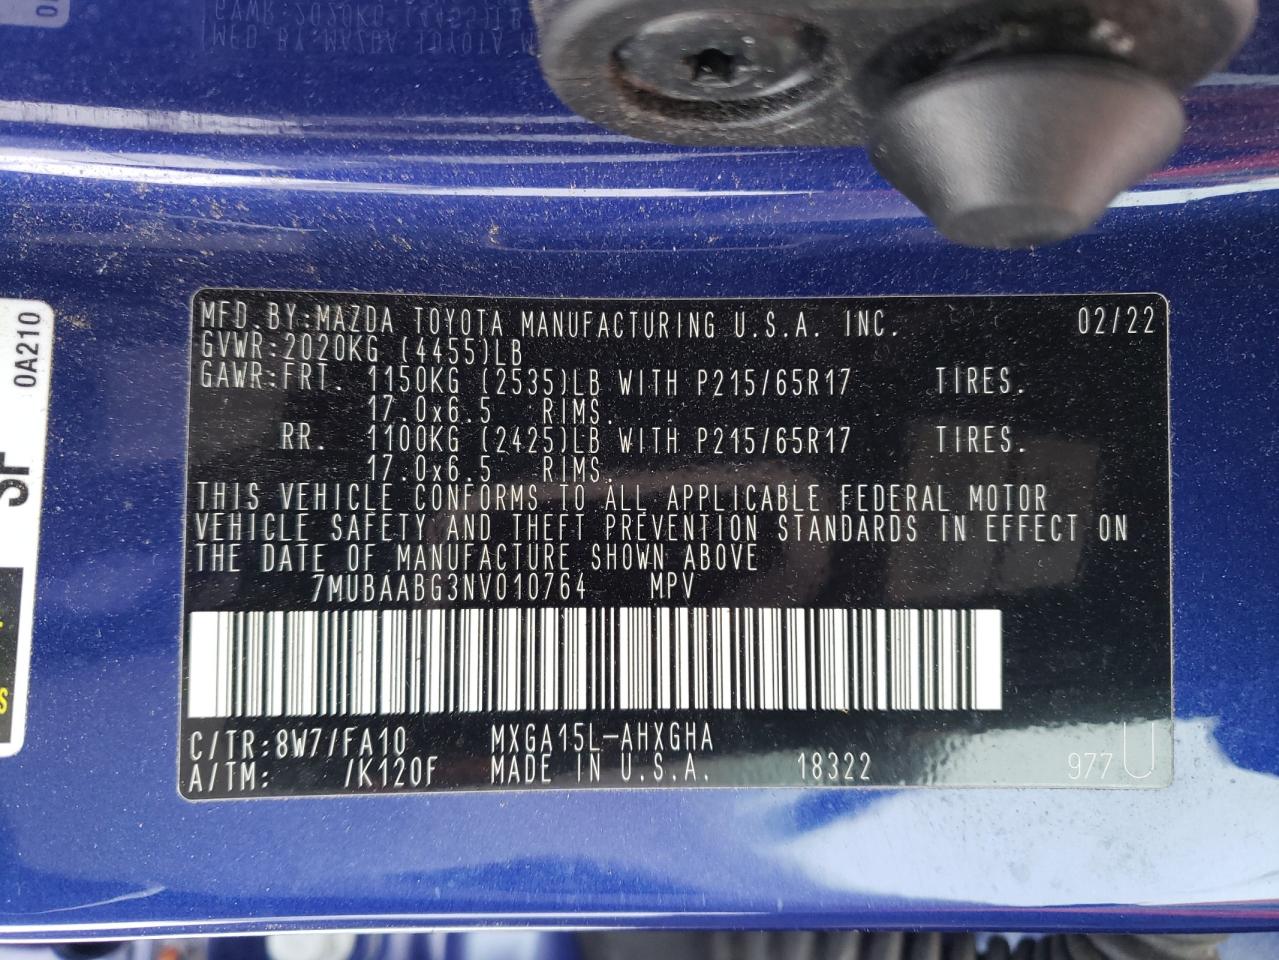 MFD.BY:MAZDA TOYOTA MANUFACTURING U.S.A. INC. 02/22
GVWR:2020KG (4455)LB
GAWR:FRT. 1150KG (2535)LB WITH P215/65R17 TIRES.
17.0x6.5 RIMS.
RR. 1100KG (2425)LB WITH P215/65R17 TIRES.
17.0x6.5 RIMS.
THIS VEHICLE CONFORMS TO ALL APPLICABLE FEDERAL MOTOR
VEHICLE SAFETY AND THEFT PREVENTION STANDARDS IN EFFECT ON
THE DATE OF MANUFACTURE SHOWN ABOVE
7MUBAABG3NV010764 MPV
C/TR:8W7/FA10 MXGA15L-AHXGHA
A/TM: /K120F MADE IN U.S.A. 18322 977 U
0A210